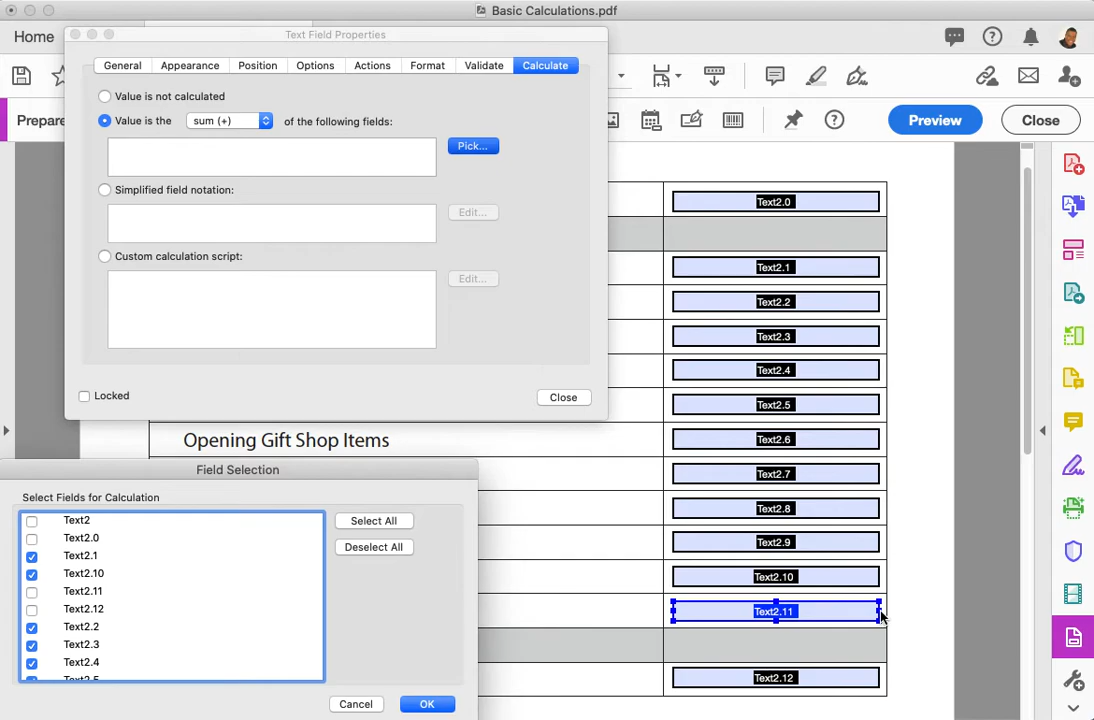 Basic Calculations.pdf
Home
Text Field Properties
General Appearance Position Options Actions Format Validate Calculate
Value is not calculated
Value is the sum (+) of the following fields:
Pick...
Simplified field notation:
Edit...
Custom calculation script:
Edit...
Locked
Close
Prepare
Preview
Close
Text2.0
Text2.1
Text2.2
Text2.3
Text2.4
Text2.5
Opening Gift Shop Items
Text2.6
Text2.7
Text2.8
Text2.9
Text2.10
Text2.11
Text2.12
Field Selection
Select Fields for Calculation
Text2
Text2.0
Text2.1
Text2.10
Text2.11
Text2.12
Text2.2
Text2.3
Text2.4
Text2.5
Select All
Deselect All
Cancel
OK